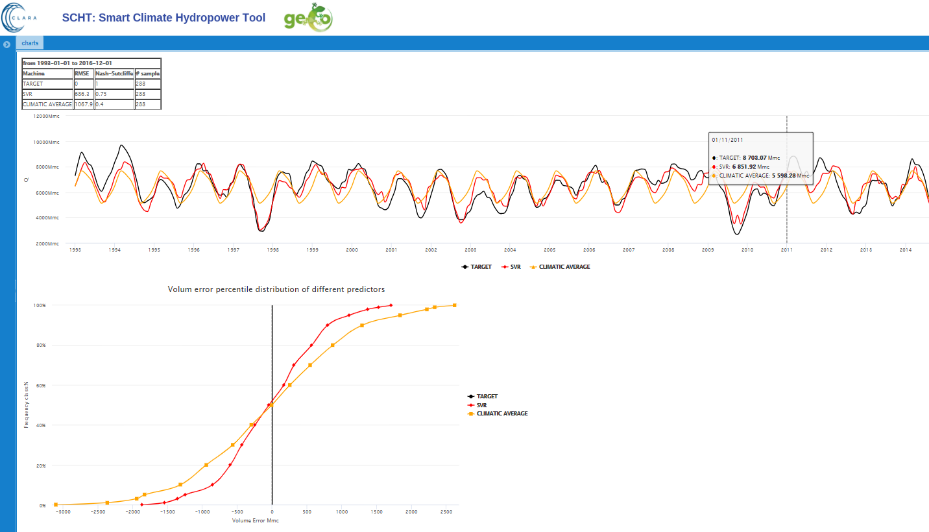 CLARA
SCHT: Smart Climate Hydropower Tool
geco
charts
from 1993-01-01 to 2016-12-01
Machine RMSE Nash-Sutcliffe # sample
TARGET 0 1 288
SVR 686.2 0.75 288
CLIMATIC AVERAGE 1067.9 0.4 288
12000Mmc
10000Mmc
8000Mmc
6000Mmc
4000Mmc
2000Mmc
01/11/2011
TARGET: 8 708.07 Mmc
SVR: 6 851.92 Mmc
CLIMATIC AVERAGE: 5 598.28 Mmc
1993 1994 1995 1996 1997 1998 1999 2000 2001 2002 2003 2004 2005 2006 2007 2008 2009 2010 2011 2012 2013 2014
TARGET SVR CLIMATIC AVERAGE
Volum error percentile distribution of different predictors
100%
80%
60%
40%
20%
0%
TARGET
SVR
CLIMATIC AVERAGE
-3000 -2500 -2000 -1500 -1000 -500 0 500 1000 1500 2000 2500
Volume Error Mmc